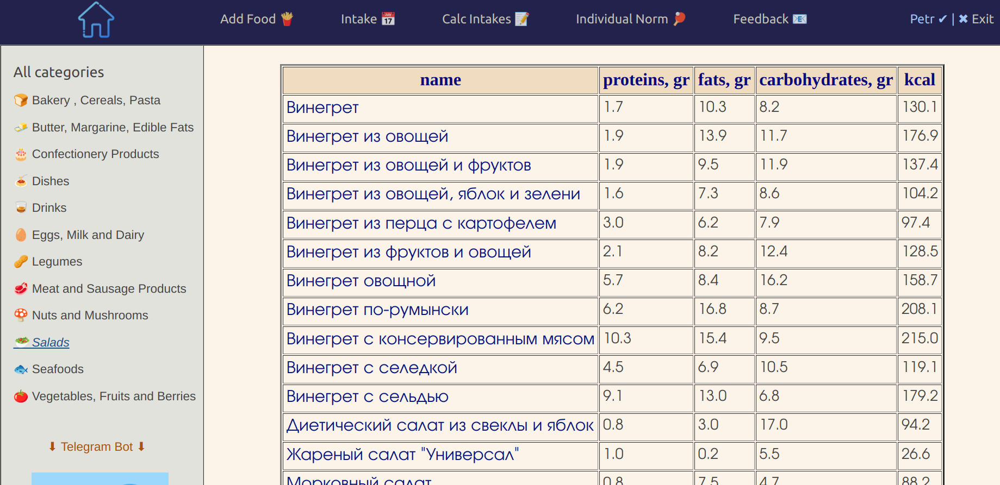 Add Food Intake Calc Intakes Individual Norm Feedback Petr ✔ | ✖ Exit
All categories
Bakery , Cereals, Pasta
Butter, Margarine, Edible Fats
Confectionery Products
Dishes
Drinks
Eggs, Milk and Dairy
Legumes
Meat and Sausage Products
Nuts and Mushrooms
Salads
Seafoods
Vegetables, Fruits and Berries
⬇ Telegram Bot ⬇
name proteins, gr fats, gr carbohydrates, gr kcal
Винегрет 1.7 10.3 8.2 130.1
Винегрет из овощей 1.9 13.9 11.7 176.9
Винегрет из овощей и фруктов 1.9 9.5 11.9 137.4
Винегрет из овощей, яблок и зелени 1.6 7.3 8.6 104.2
Винегрет из перца с картофелем 3.0 6.2 7.9 97.4
Винегрет из фруктов и овощей 2.1 8.2 12.4 128.5
Винегрет овощной 5.7 8.4 16.2 158.7
Винегрет по-румынски 6.2 16.8 8.7 208.1
Винегрет с консервированным мясом 10.3 15.4 9.5 215.0
Винегрет с селедкой 4.5 6.9 10.5 119.1
Винегрет с сельдью 9.1 13.0 6.8 179.2
Диетический салат из свеклы и яблок 0.8 3.0 17.0 94.2
Жареный салат "Универсал" 1.0 0.2 5.5 26.6
Морковный салат 0.8 7.5 4.7 88.2